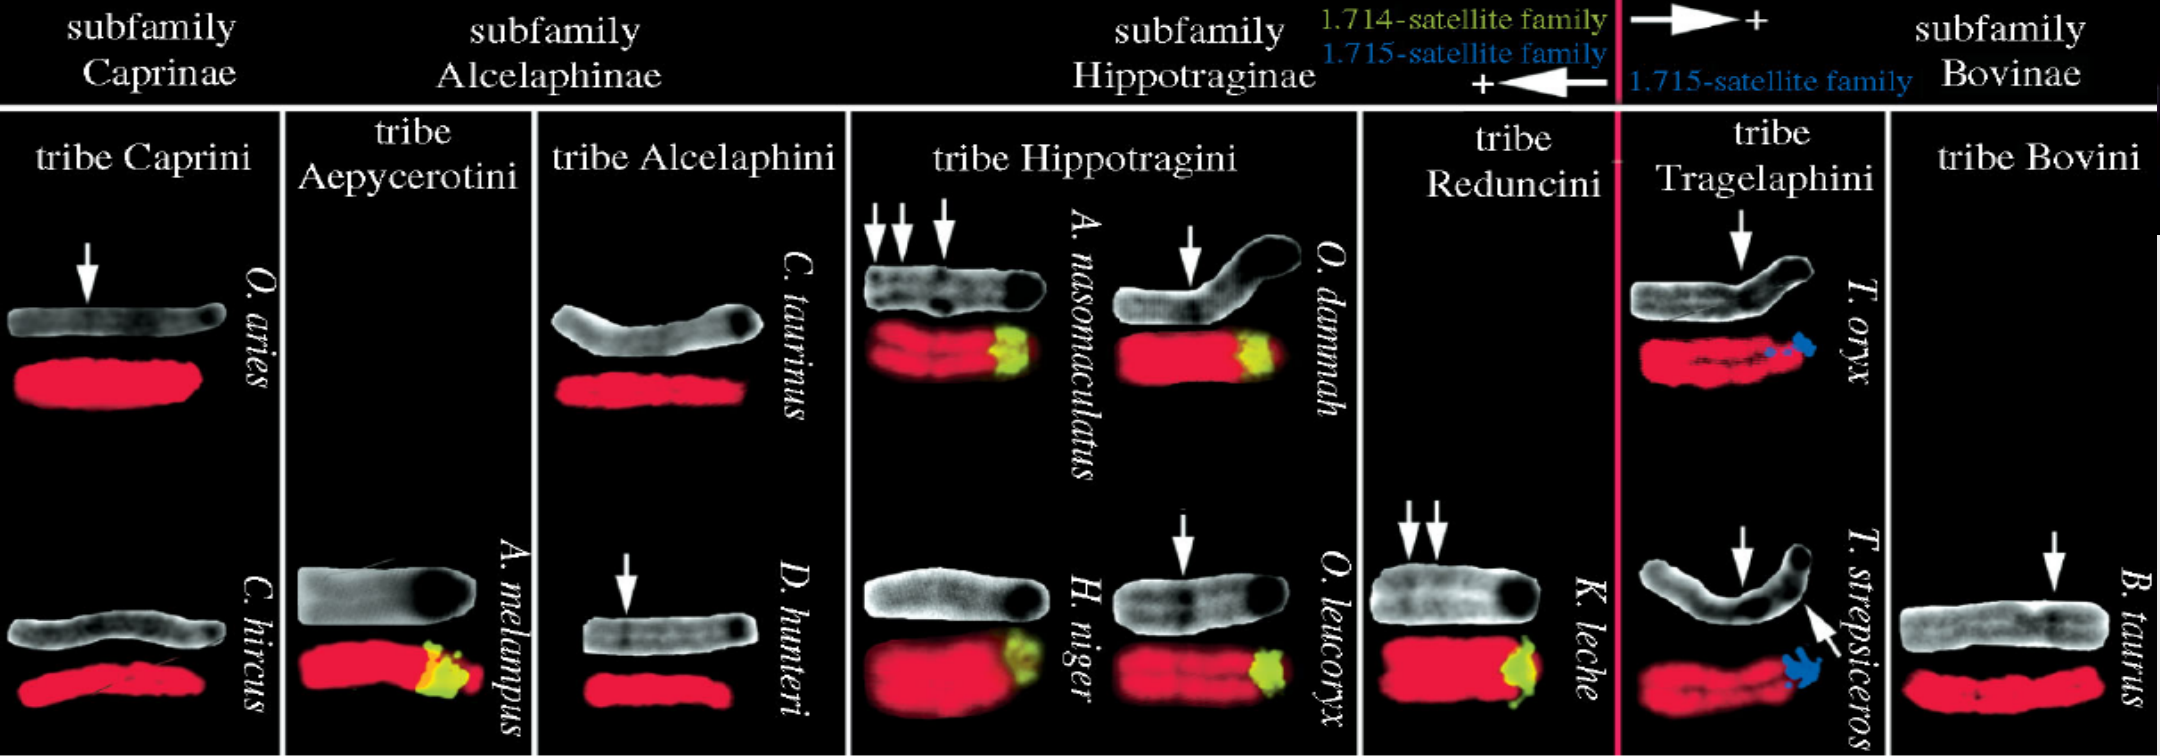 subfamily
Caprinae
subfamily
Alcelaphinae
subfamily
Hippotraginae
1.714-satellite family
1.715-satellite family
+
+
1.715-satellite family
subfamily
Bovinae
tribe Caprini
tribe
Aepycerotini
tribe Alcelaphini
tribe Hippotragini
tribe
Reduncini
tribe
Tragelaphini
tribe Bovini
O. aries
C. hircus
A. melampus
C. taurinus
D. hunteri
A. nasomaculatus
H. niger
O. dammah
O. leucoryx
K. leche
T. oryx
T. strepsiceros
B. taurus